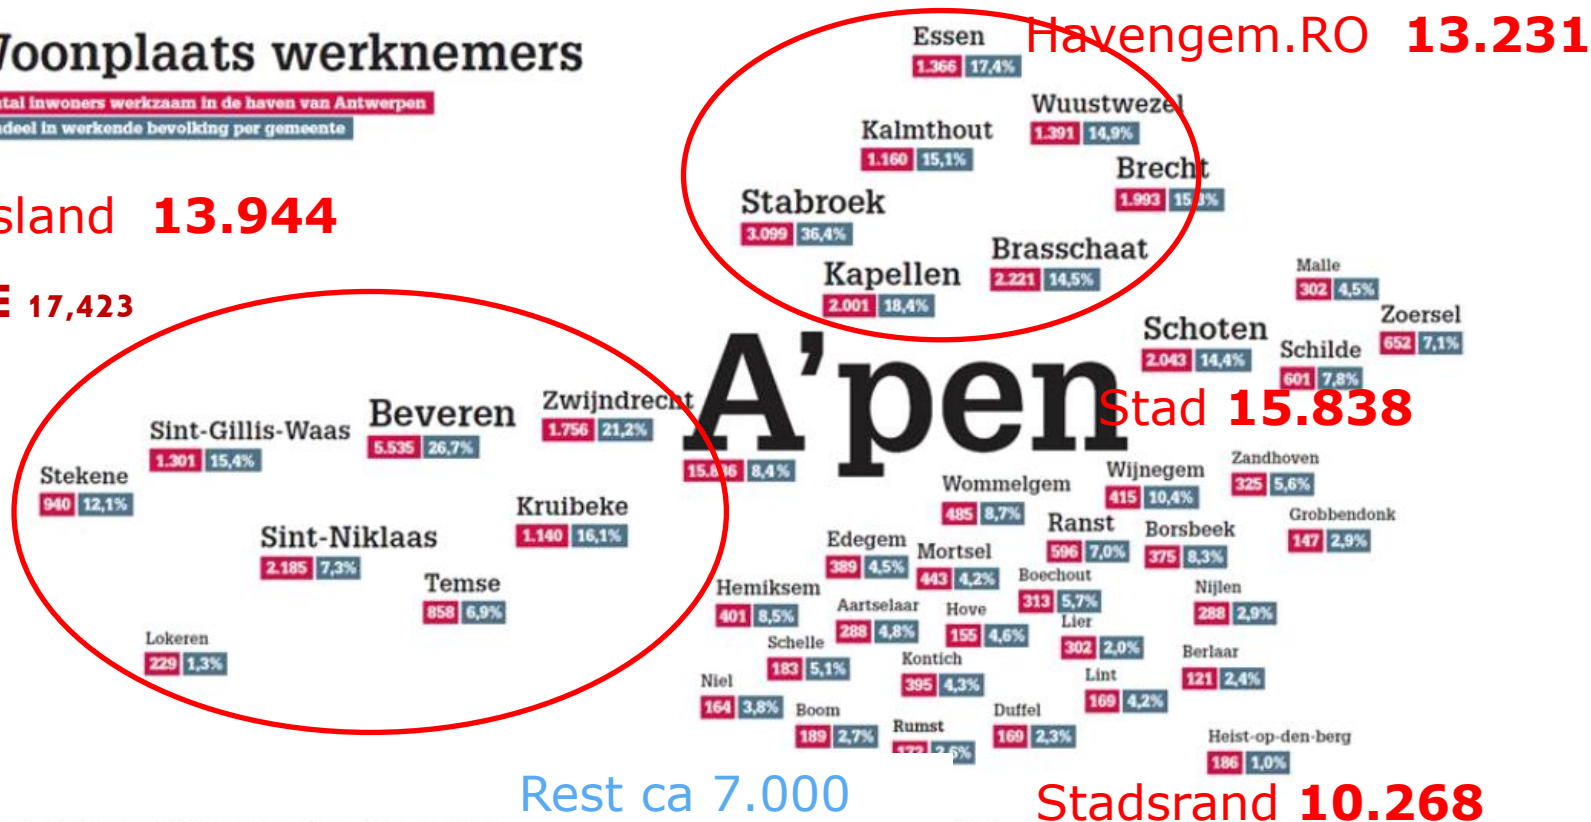 Woonplaats werknemers
tal inwoners werkzaam in de haven van Antwerpen
deel in werkende bevolking per gemeente
sland 13.944
E 17,423
Havengem.RO 13.231
Essen
1.366 17,4%
Wuustwezel
1.391 14,9%
Kalmthout
1.160 15,1%
Brecht
1.993
Stabroek
3.099 36,4%
Brasschaat
2.221 14,5%
Kapellen
2.001 18,4%
Malle
302 4,5%
Zoersel
652 7,1%
Schoten
2.043 14,4%
Schilde
601 7,8%
A'pen
8,4%
Stad 15.838
Zwijndrecht
1.756 21,2%
Beveren
5.535 26,7%
Sint-Gillis-Waas
1.301 15,4%
Stekene
940 12,1%
Kruibeke
1.140 16,1%
Sint-Niklaas
2.185 7,3%
Temse
858 6,9%
Lokeren
229 1,3%
Zandhoven
325 5,6%
Wijnegem
415 10,4%
Wommelgem
485 8,7%
Grobbendonk
147 2,9%
Ranst
596 7,0%
Borsbeek
375 8,3%
Edegem
389 4,5%
Mortsel
443 4,2%
Boechout
313 5,7%
Nijlen
288 2,9%
Hemiksem
401 8,5%
Aartselaar
288 4,8%
Hove
155 4,6%
Lier
302 2,0%
Schelle
183 5,1%
Kontich
395 4,3%
Berlaar
121 2,4%
Lint
169 4,2%
Niel
164 3,8%
Boom
189 2,7%
Rumst
Duffel
169 2,3%
Heist-op-den-berg
186 1,0%
Rest ca 7.000
Stadsrand 10.268